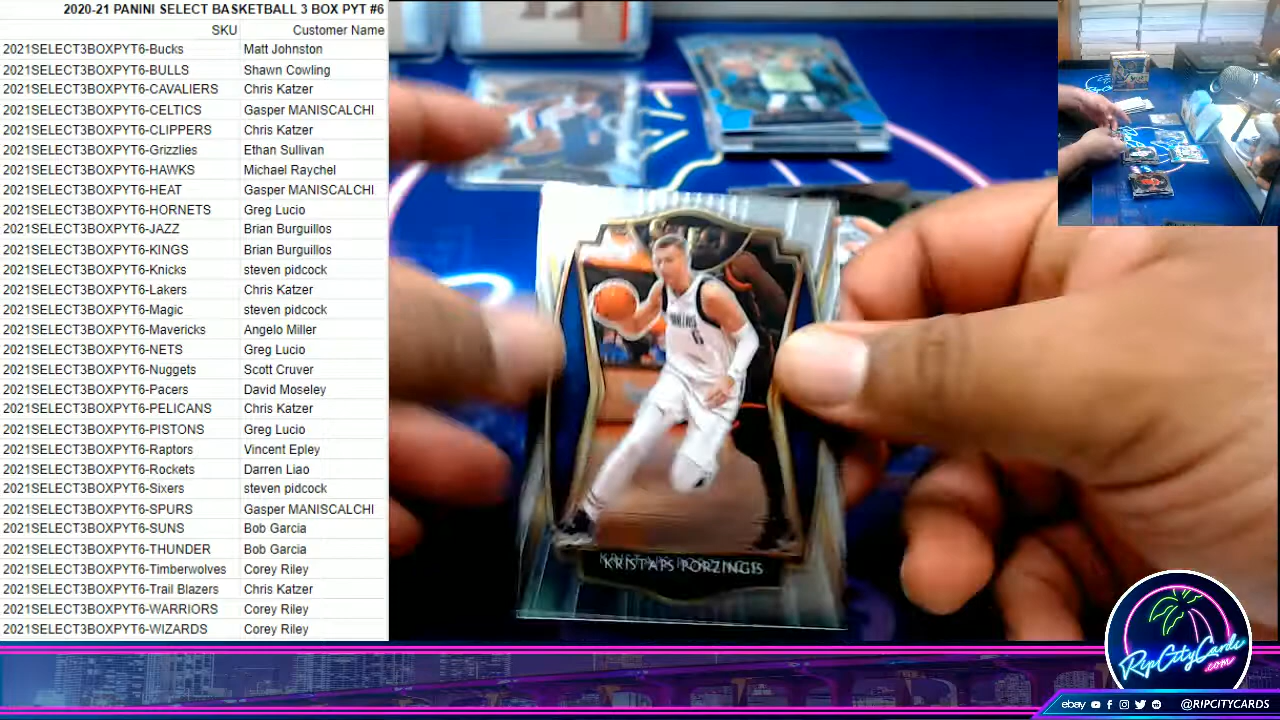 2020-21 PANINI SELECT BASKETBALL 3 BOX PYT #6
SKU Customer Name
2021SELECT3BOXPYT6-Bucks Matt Johnston
2021SELECT3BOXPYT6-BULLS Shawn Cowling
2021SELECT3BOXPYT6-CAVALIERS Chris Katzer
2021SELECT3BOXPYT6-CELTICS Gasper MANISCALCHI
2021SELECT3BOXPYT6-CLIPPERS Chris Katzer
2021SELECT3BOXPYT6-Grizzlies Ethan Sullivan
2021SELECT3BOXPYT6-HAWKS Michael Raychel
2021SELECT3BOXPYT6-HEAT Gasper MANISCALCHI
2021SELECT3BOXPYT6-HORNETS Greg Lucio
2021SELECT3BOXPYT6-JAZZ Brian Burguillos
2021SELECT3BOXPYT6-KINGS Brian Burguillos
2021SELECT3BOXPYT6-Knicks steven pidcock
2021SELECT3BOXPYT6-Lakers Chris Katzer
2021SELECT3BOXPYT6-Magic steven pidcock
2021SELECT3BOXPYT6-Mavericks Angelo Miller
2021SELECT3BOXPYT6-NETS Greg Lucio
2021SELECT3BOXPYT6-Nuggets Scott Cruver
2021SELECT3BOXPYT6-Pacers David Moseley
2021SELECT3BOXPYT6-PELICANS Chris Katzer
2021SELECT3BOXPYT6-PISTONS Greg Lucio
2021SELECT3BOXPYT6-Raptors Vincent Epley
2021SELECT3BOXPYT6-Rockets Darren Liao
2021SELECT3BOXPYT6-Sixers steven pidcock
2021SELECT3BOXPYT6-SPURS Gasper MANISCALCHI
2021SELECT3BOXPYT6-SUNS Bob Garcia
2021SELECT3BOXPYT6-THUNDER Bob Garcia
2021SELECT3BOXPYT6-Timberwolves Corey Riley
2021SELECT3BOXPYT6-Trail Blazers Chris Katzer
2021SELECT3BOXPYT6-WARRIORS Corey Riley
2021SELECT3BOXPYT6-WIZARDS Corey Riley
6
KRISTAPS PORZINGIS
RipCityCards
.com
ebay @RIPCITYCARDS